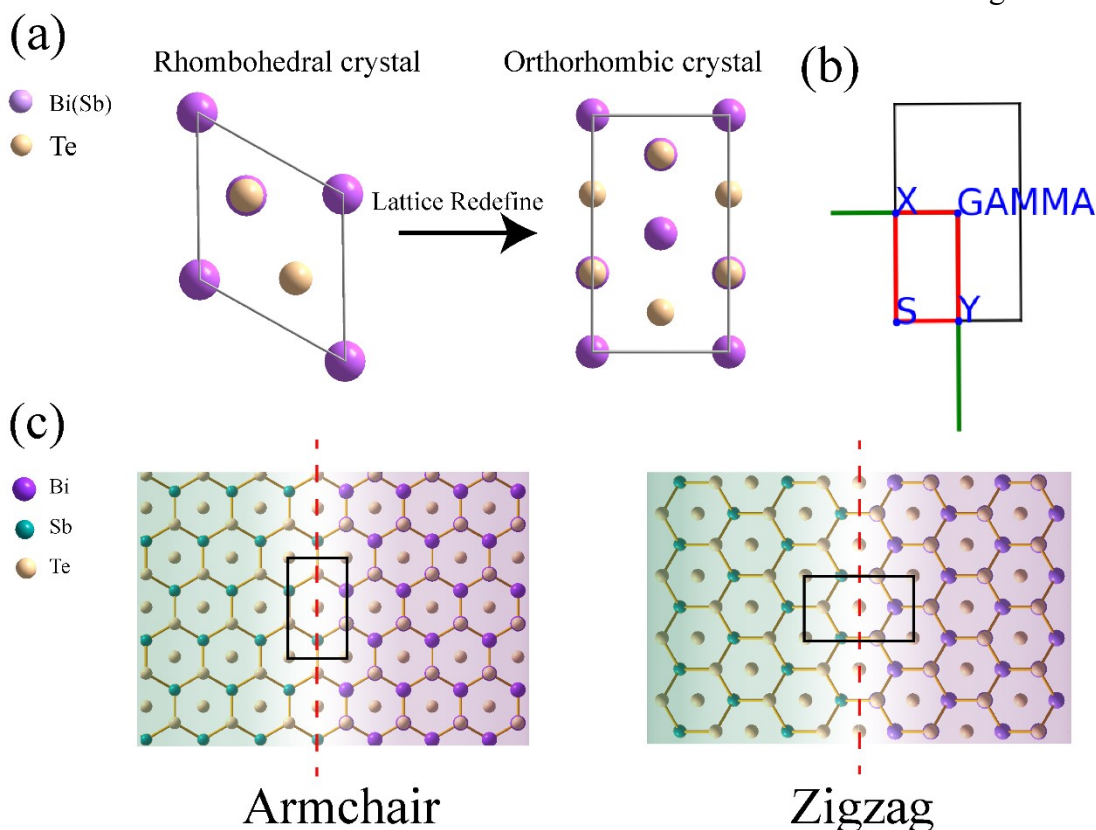 (a)
Rhombohedral crystal
Orthorhombic crystal
Bi(Sb)
Te
Lattice Redefine
(b)
X
GAMMA
S
Y
(c)
Bi
Sb
Te
Armchair
Zigzag